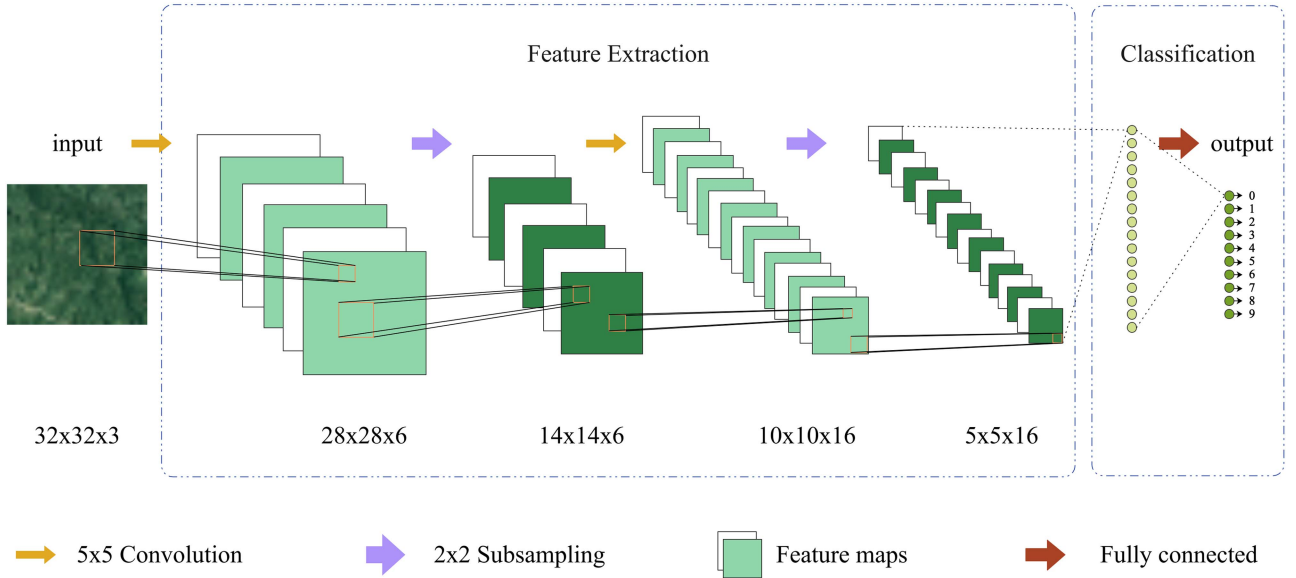 Feature Extraction
Classification
input
output
0
1
2
3
4
5
6
7
8
9
32x32x3
28x28x6
14x14x6
10x10x16
5x5x16
5x5 Convolution
2x2 Subsampling
Feature maps
Fully connected